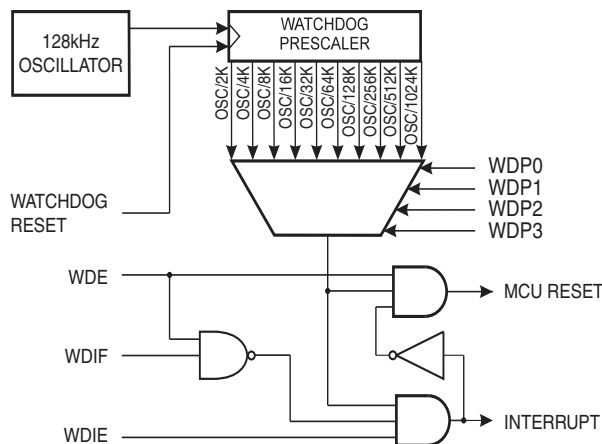 128kHz
OSCILLATOR
WATCHDOG
PRESCALER
OSC/2K
OSC/4K
OSC/8K
OSC/16K
OSC/32K
OSC/64K
OSC/128K
OSC/256K
OSC/512K
OSC/1024K
WDP0
WDP1
WDP2
WDP3
WATCHDOG
RESET
WDE
MCU RESET
WDIF
WDIE
INTERRUPT